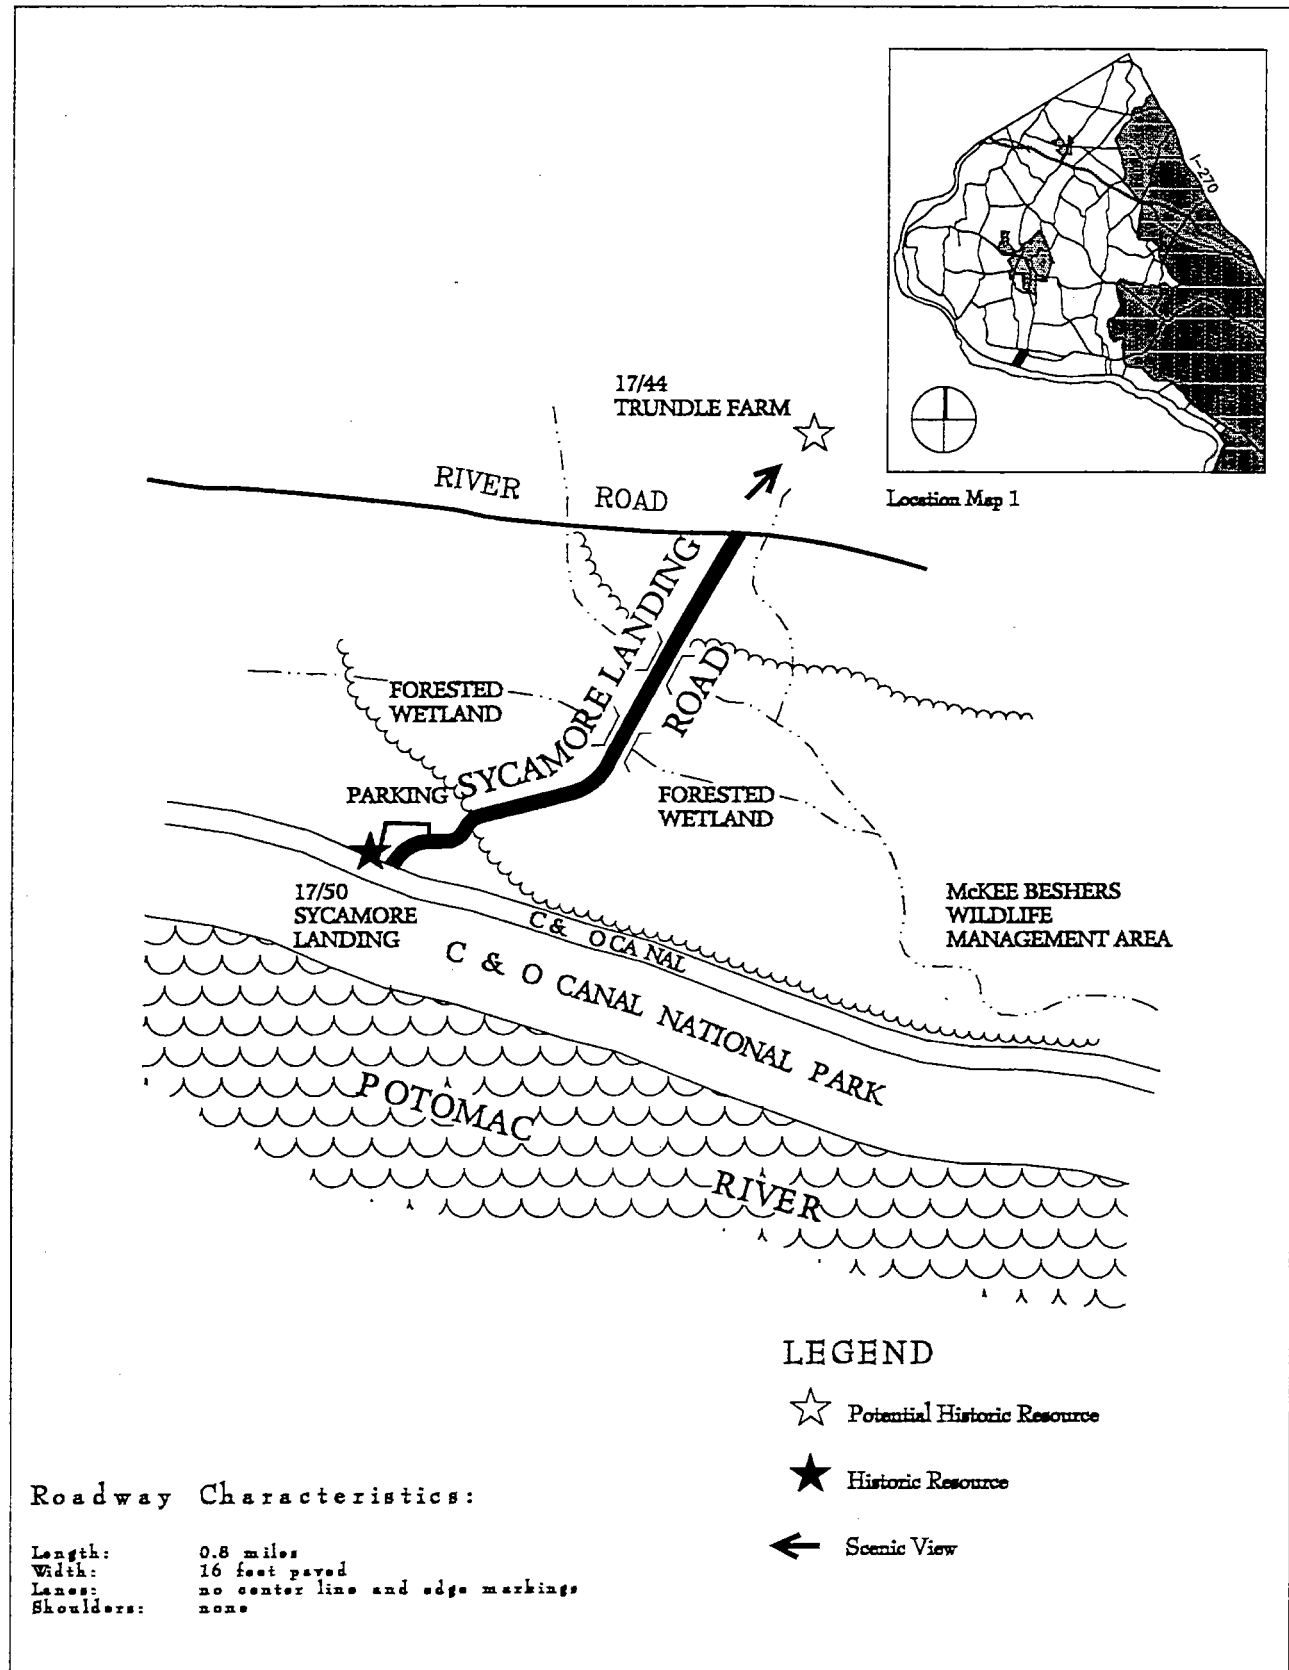 I-270
Location Map 1
17/44
TRUNDLE FARM
RIVER ROAD
SYCAMORE LANDING ROAD
FORESTED
WETLAND
PARKING
FORESTED
WETLAND
17/50
SYCAMORE
LANDING
McKEE BESHERS
WILDLIFE
MANAGEMENT AREA
C & O CANAL
C & O CANAL NATIONAL PARK
POTOMAC RIVER
LEGEND
Potential Historic Resource
Historic Resource
Scenic View
Roadway Characteristics:
Length: 0.8 miles
Width: 16 feet paved
Lanes: no center line and edge markings
Shoulders: none